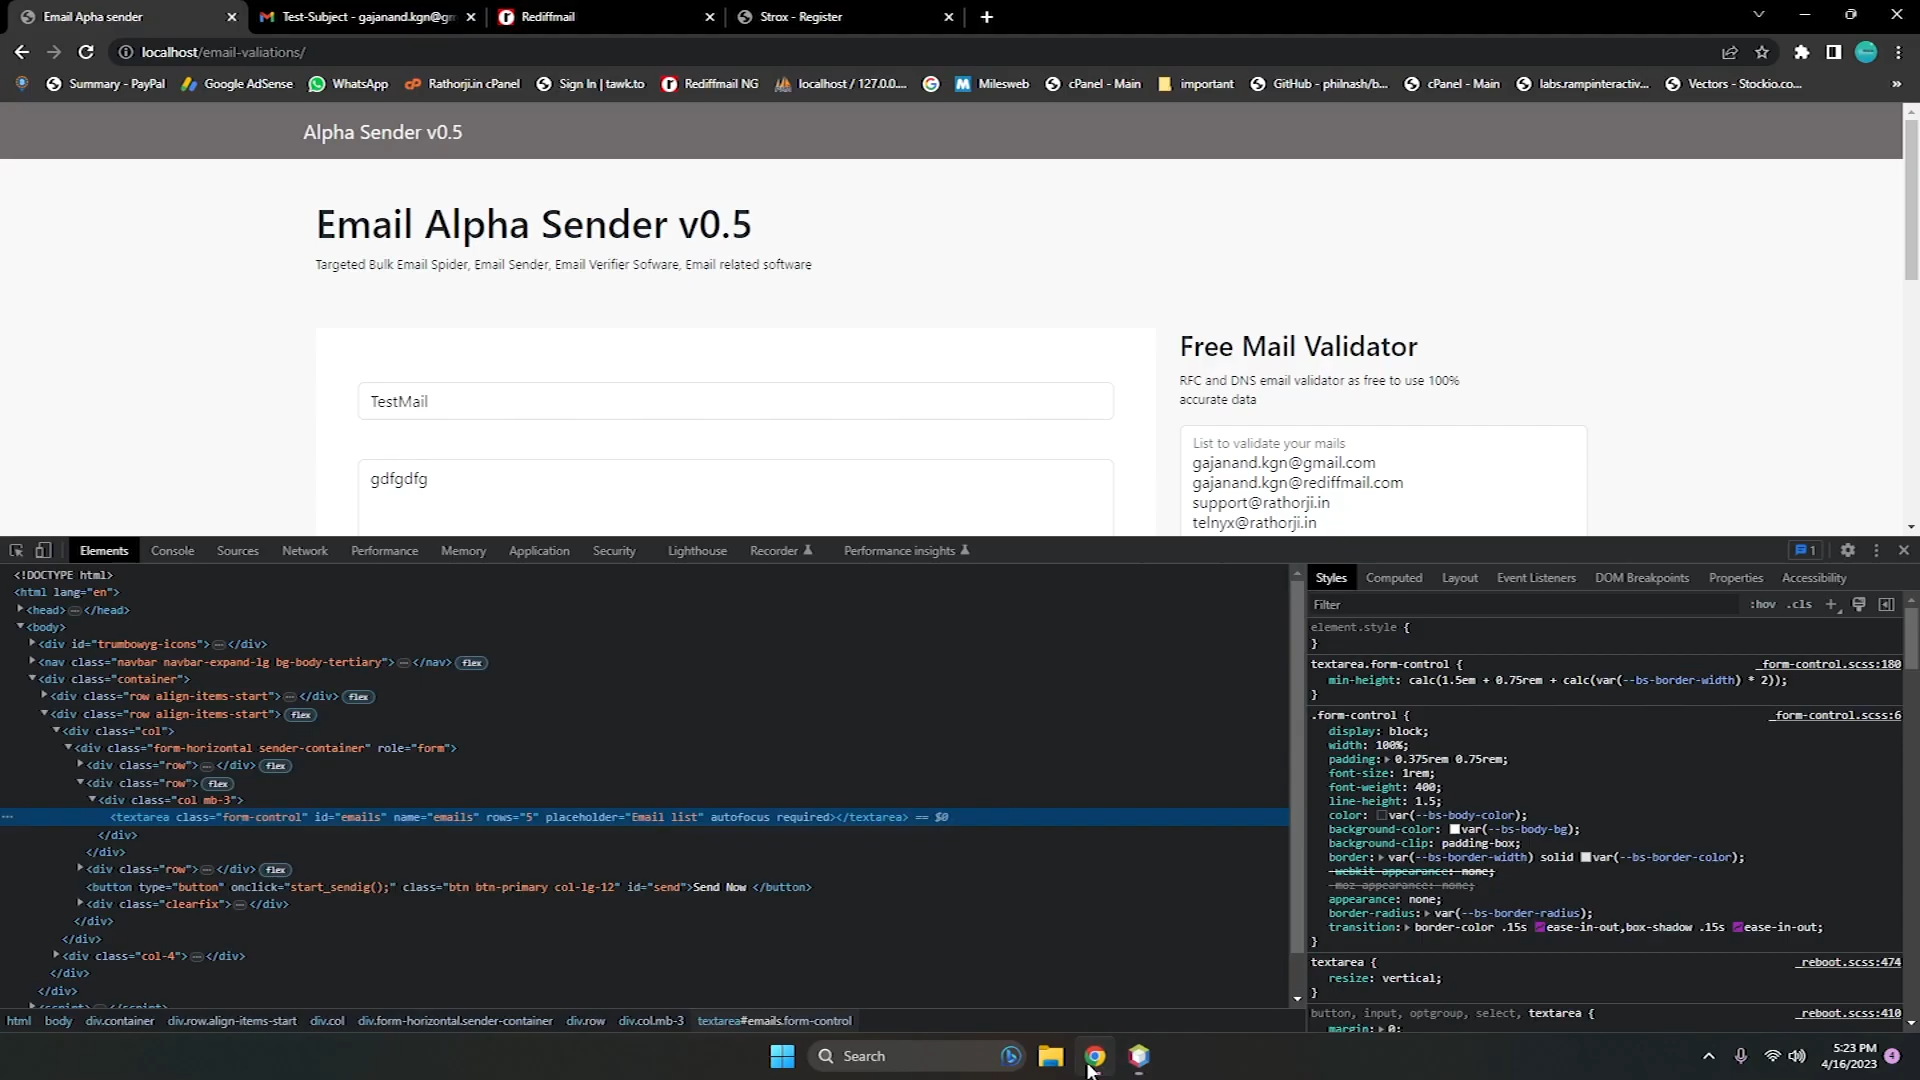 Email Apha sender
Test-Subject - gajanand.kgn@gm
Rediffmail
Strox - Register
localhost/email-valiations/
Summary - PayPal
Google AdSense
WhatsApp
Rathorji.in cPanel
Sign In | tawk.to
Rediffmail NG
localhost / 127.0.0....
Milesweb
cPanel - Main
important
GitHub - philnash/b...
cPanel - Main
labs.rampinteractiv...
Vectors - Stockio.co...
»
Alpha Sender v0.5
Email Alpha Sender v0.5
Targeted Bulk Email Spider, Email Sender, Email Verifier Sofware, Email related software
TestMail
gdfgdfg
Free Mail Validator
RFC and DNS email validator as free to use 100%
accurate data
List to validate your mails
gajanand.kgn@gmail.com
gajanand.kgn@rediffmail.com
support@rathorji.in
telnyx@rathorji.in
Elements Console Sources Network Performance Memory Application Security Lighthouse Recorder Performance insights 1
<!DOCTYPE html>
<html lang="en">
<head> ⋯ </head>
<body>
<div id="trumbowyg-icons"> ⋯ </div>
<nav class="navbar navbar-expand-lg bg-body-tertiary"> ⋯ </nav> flex
<div class="container">
<div class="row align-items-start"> ⋯ </div> flex
<div class="row align-items-start"> flex
<div class="col">
<div class="form-horizontal sender-container" role="form">
<div class="row"> ⋯ </div> flex
<div class="row"> flex
<div class="col mb-3">
<textarea class="form-control" id="emails" name="emails" rows="5" placeholder="Email list" autofocus required></textarea> == $0
</div>
</div>
<div class="row"> ⋯ </div> flex
<button type="button" onclick="start_sendig();" class="btn btn-primary col-lg-12" id="send">Send Now </button>
<div class="clearfix"> ⋯ </div>
</div>
</div>
<div class="col-4"> ⋯ </div>
</div>
</div>
<script> ⋯ </script>
html body div.container div.row.align-items-start div.col div.form-horizontal.sender-container div.row div.col.mb-3 textarea#emails.form-control
Styles Computed Layout Event Listeners DOM Breakpoints Properties Accessibility
Filter :hov .cls +
element.style {
}
textarea.form-control { _form-control.scss:180
min-height: calc(1.5em + 0.75rem + calc(var(--bs-border-width) * 2));
}
.form-control { _form-control.scss:6
display: block;
width: 100%;
padding: 0.375rem 0.75rem;
font-size: 1rem;
font-weight: 400;
line-height: 1.5;
color: var(--bs-body-color);
background-color: var(--bs-body-bg);
background-clip: padding-box;
border: var(--bs-border-width) solid var(--bs-border-color);
-webkit-appearance: none;
-moz-appearance: none;
appearance: none;
border-radius: var(--bs-border-radius);
transition: border-color .15s ease-in-out,box-shadow .15s ease-in-out;
}
textarea { _reboot.scss:474
resize: vertical;
}
button, input, optgroup, select, textarea { _reboot.scss:410
margin: 0;
Search
5:23 PM
4/16/2023
4